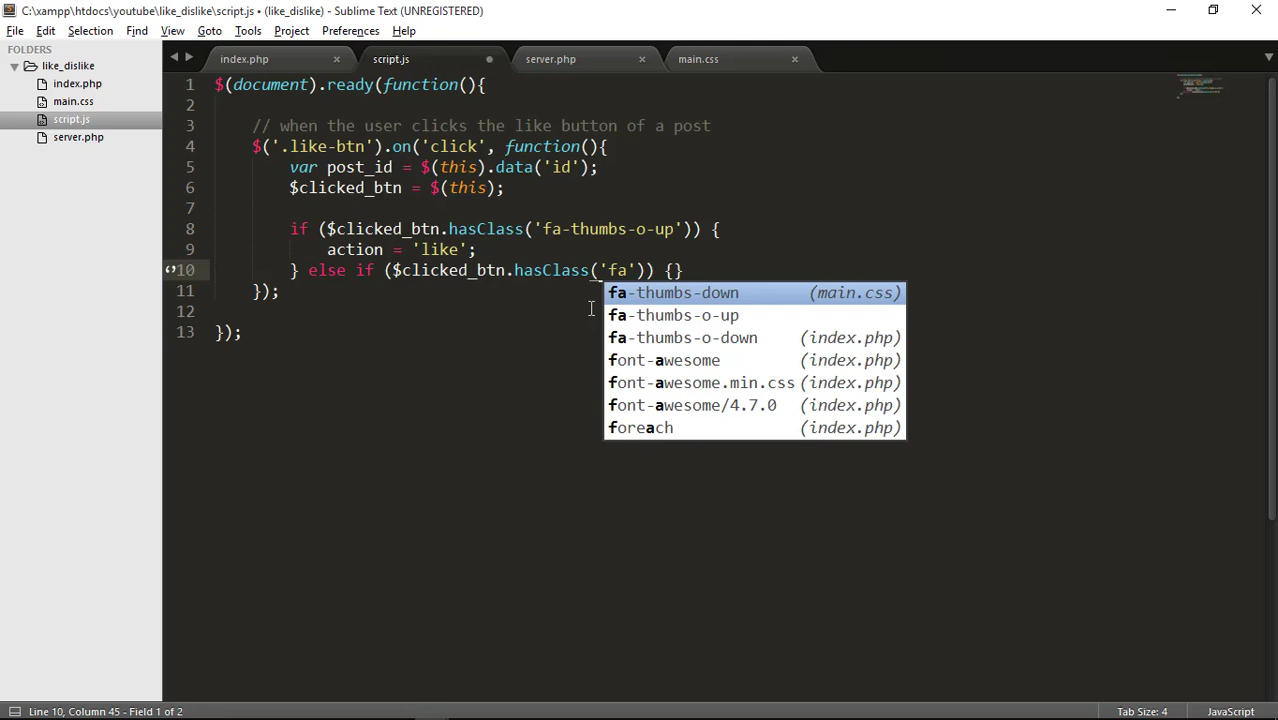 C:\xampp\htdocs\youtube\like_dislike\script.js • (like_dislike) - Sublime Text (UNREGISTERED)
File Edit Selection Find View Goto Tools Project Preferences Help
FOLDERS
like_dislike
index.php
main.css
script.js
server.php
index.php × script.js server.php × main.css ×
1 $(document).ready(function(){
2
3 // when the user clicks the like button of a post
4 $('.like-btn').on('click', function(){
5 var post_id = $(this).data('id');
6 $clicked_btn = $(this);
7
8 if ($clicked_btn.hasClass('fa-thumbs-o-up')) {
9 action = 'like';
10 } else if ($clicked_btn.hasClass('fa')) {}
11 });
12
13 });
fa-thumbs-down (main.css)
fa-thumbs-o-up
fa-thumbs-o-down (index.php)
font-awesome (index.php)
font-awesome.min.css (index.php)
font-awesome/4.7.0 (index.php)
foreach (index.php)
Line 10, Column 45 - Field 1 of 2 Tab Size: 4 JavaScript